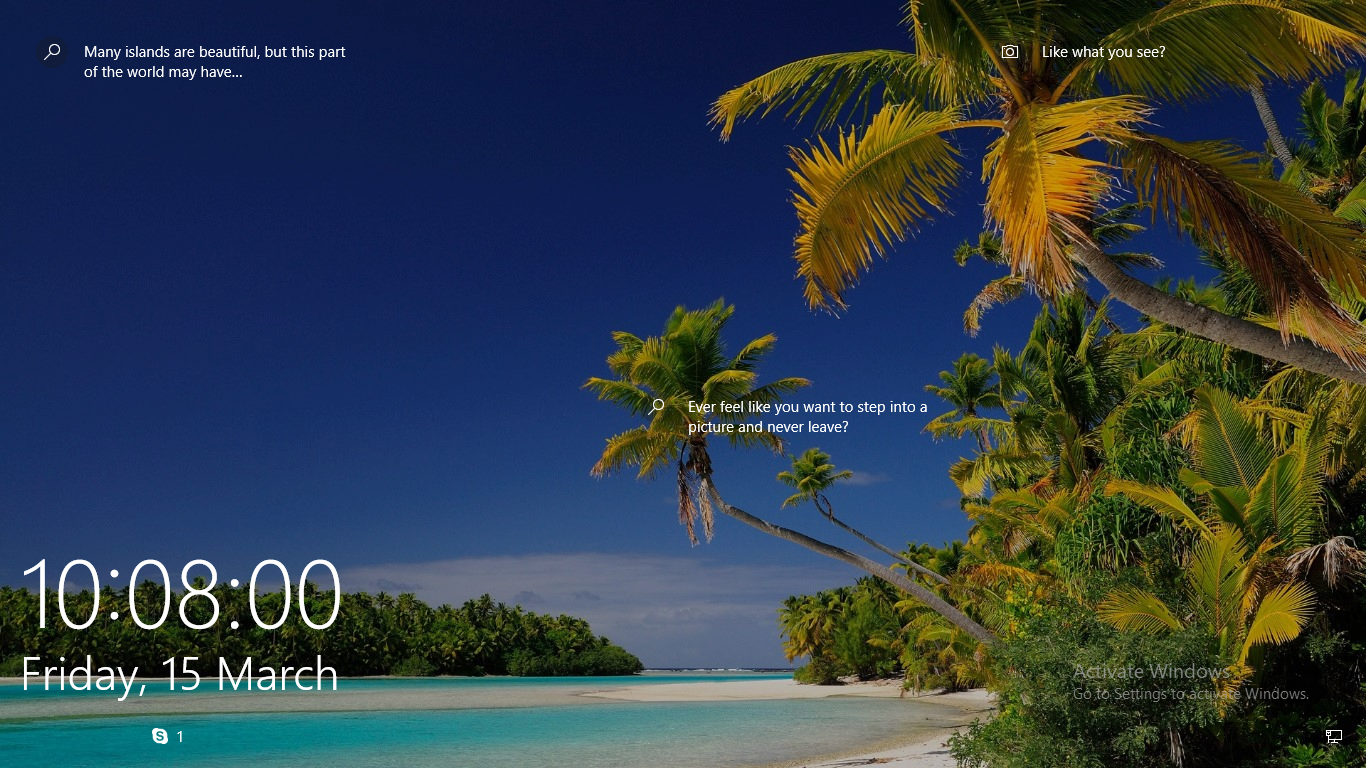 Many islands are beautiful, but this part
of the world may have...
Like what you see?
Ever feel like you want to step into a
picture and never leave?
10:08:00
Friday, 15 March
Activate Windows
Go to Settings to activate Windows.
1